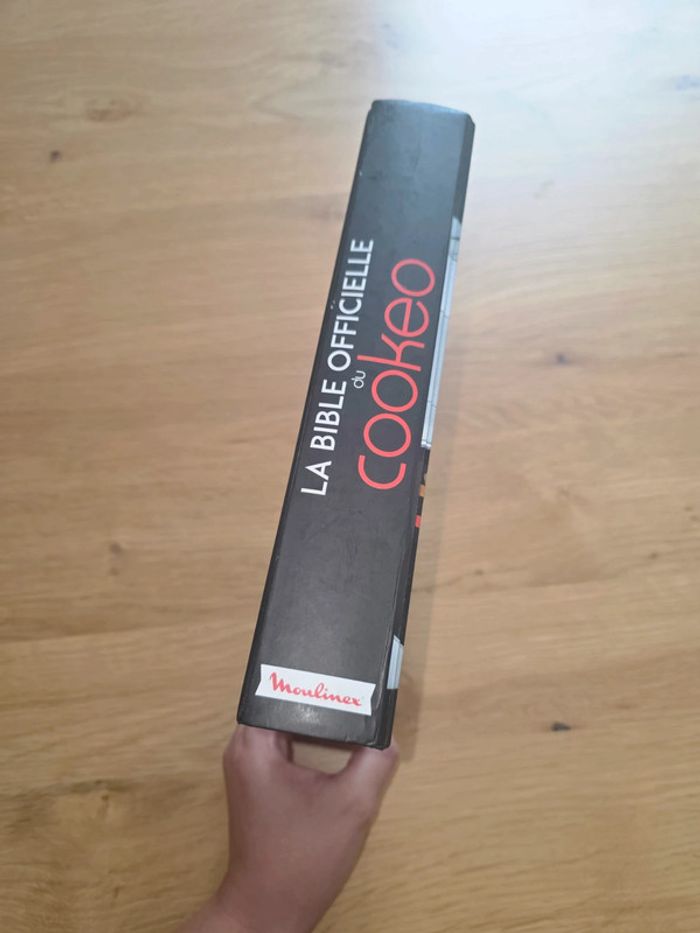 LA BIBLE OFFICIELLE
du
cookeo
Moulinex